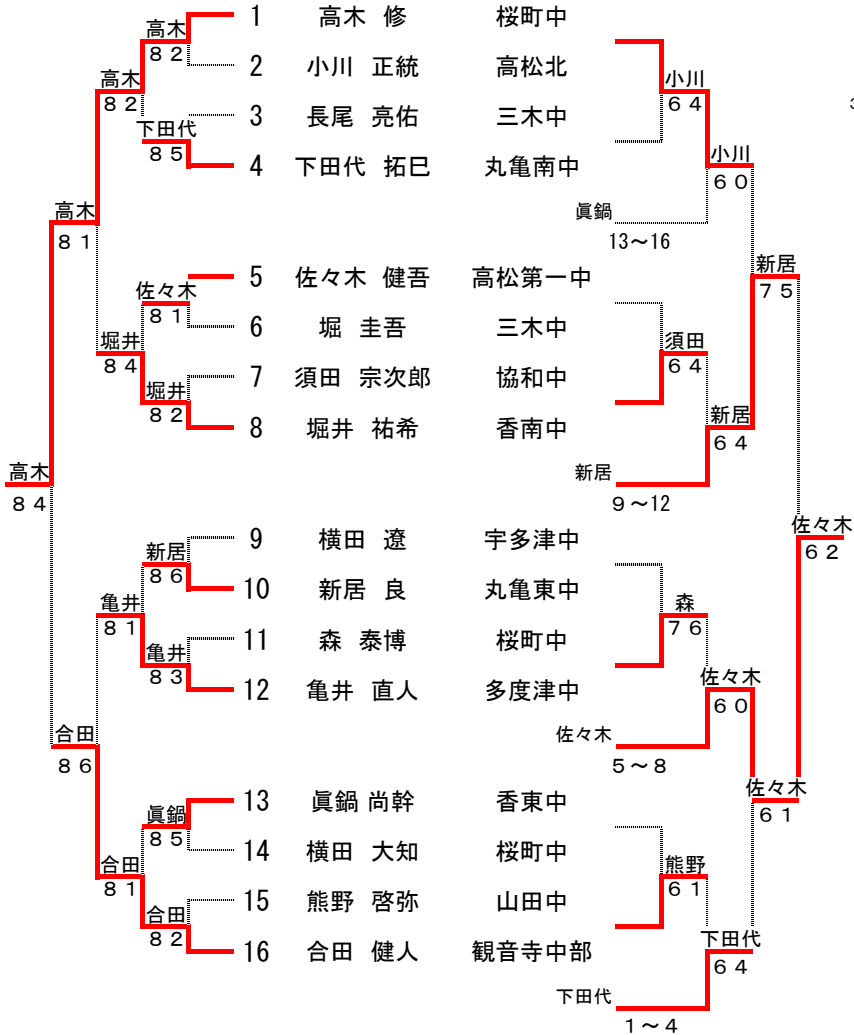 高木 1 高木 修 桜町中
８２ 2 小川 正統 高松北 小川
高木 ６４
８２ 3 長尾 亮佑 三木中
下田代 小川
８５ 4 下田代 拓巳 丸亀南中 ６０
高木 眞鍋
８１ 13～16
5 佐々木 健吾 高松第一中 新居
佐々木 ７５
８１ 6 堀 圭吾 三木中
堀井 須田
８４ 7 須田 宗次郎 協和中 ６４
堀井 新居
８２ 8 堀井 祐希 香南中 ６４
高木 新居
８４ 9～12
9 横田 遼 宇多津中 佐々木
新居 ６２
８６ 10 新居 良 丸亀東中
亀井 森
８１ 11 森 泰博 桜町中 ７６
亀井
８３ 12 亀井 直人 多度津中 佐々木
６０
合田 佐々木
８６ ５～８
佐々木
13 眞鍋 尚幹 香東中 ６１
眞鍋
８５ 14 横田 大知 桜町中
合田 熊野
８１ 15 熊野 啓弥 山田中 ６１
合田
８２ 16 合田 健人 観音寺中部 下田代
６４
下田代
１～４